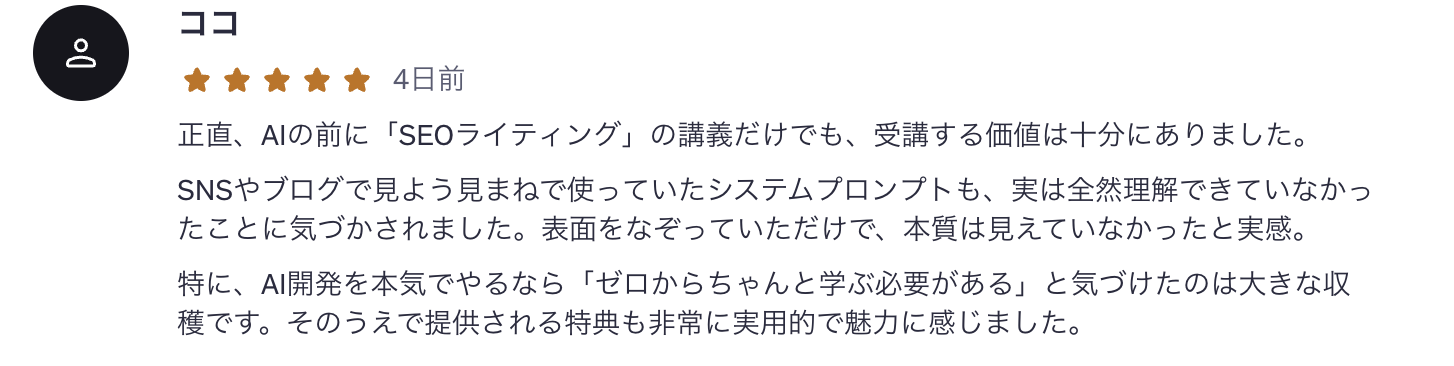 ココ
4日前
正直、AIの前に「SEOライティング」の講義だけでも、受講する価値は十分にありました。
SNSやブログで見よう見まねで使っていたシステムプロンプトも、実は全然理解できていなかっ
たことに気づかされました。表面をなぞっていただけで、本質は見えていなかったと実感。
特に、AI開発を本気でやるなら「ゼロからちゃんと学ぶ必要がある」と気づけたのは大きな収
穫です。そのうえで提供される特典も非常に実用的で魅力に感じました。